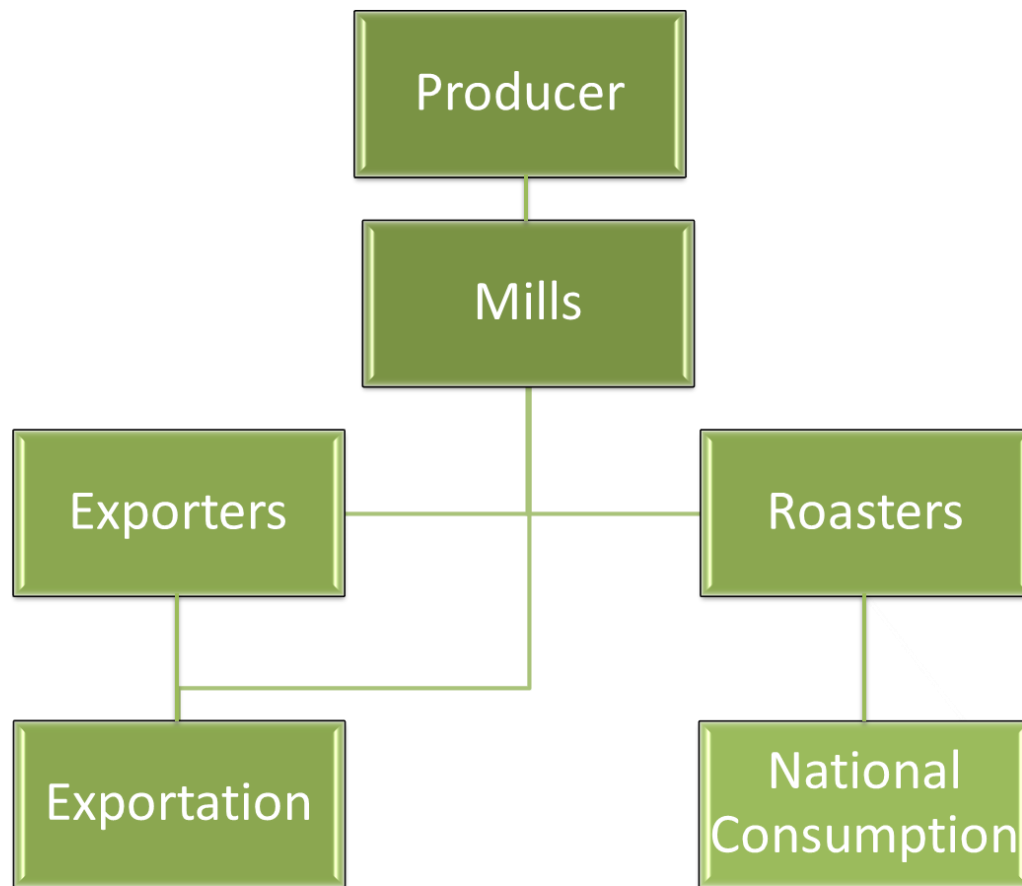 Producer
Mills
Exporters
Roasters
Exportation
National
Consumption